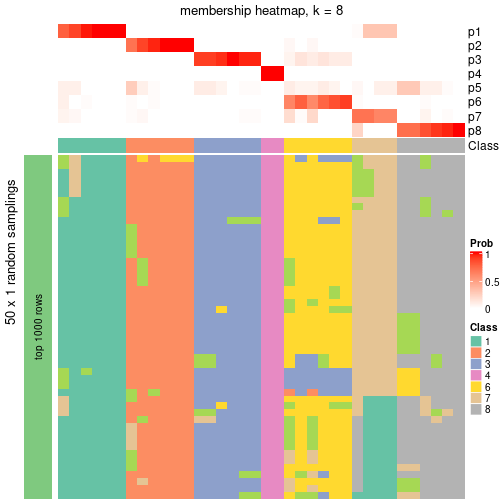 membership heatmap, k = 8
p1
p2
p3
p4
p5
p6
p7
p8
Class
50 x 1 random samplings
top 1000 rows
Prob
1
0.5
0
Class
1
2
3
4
6
7
8